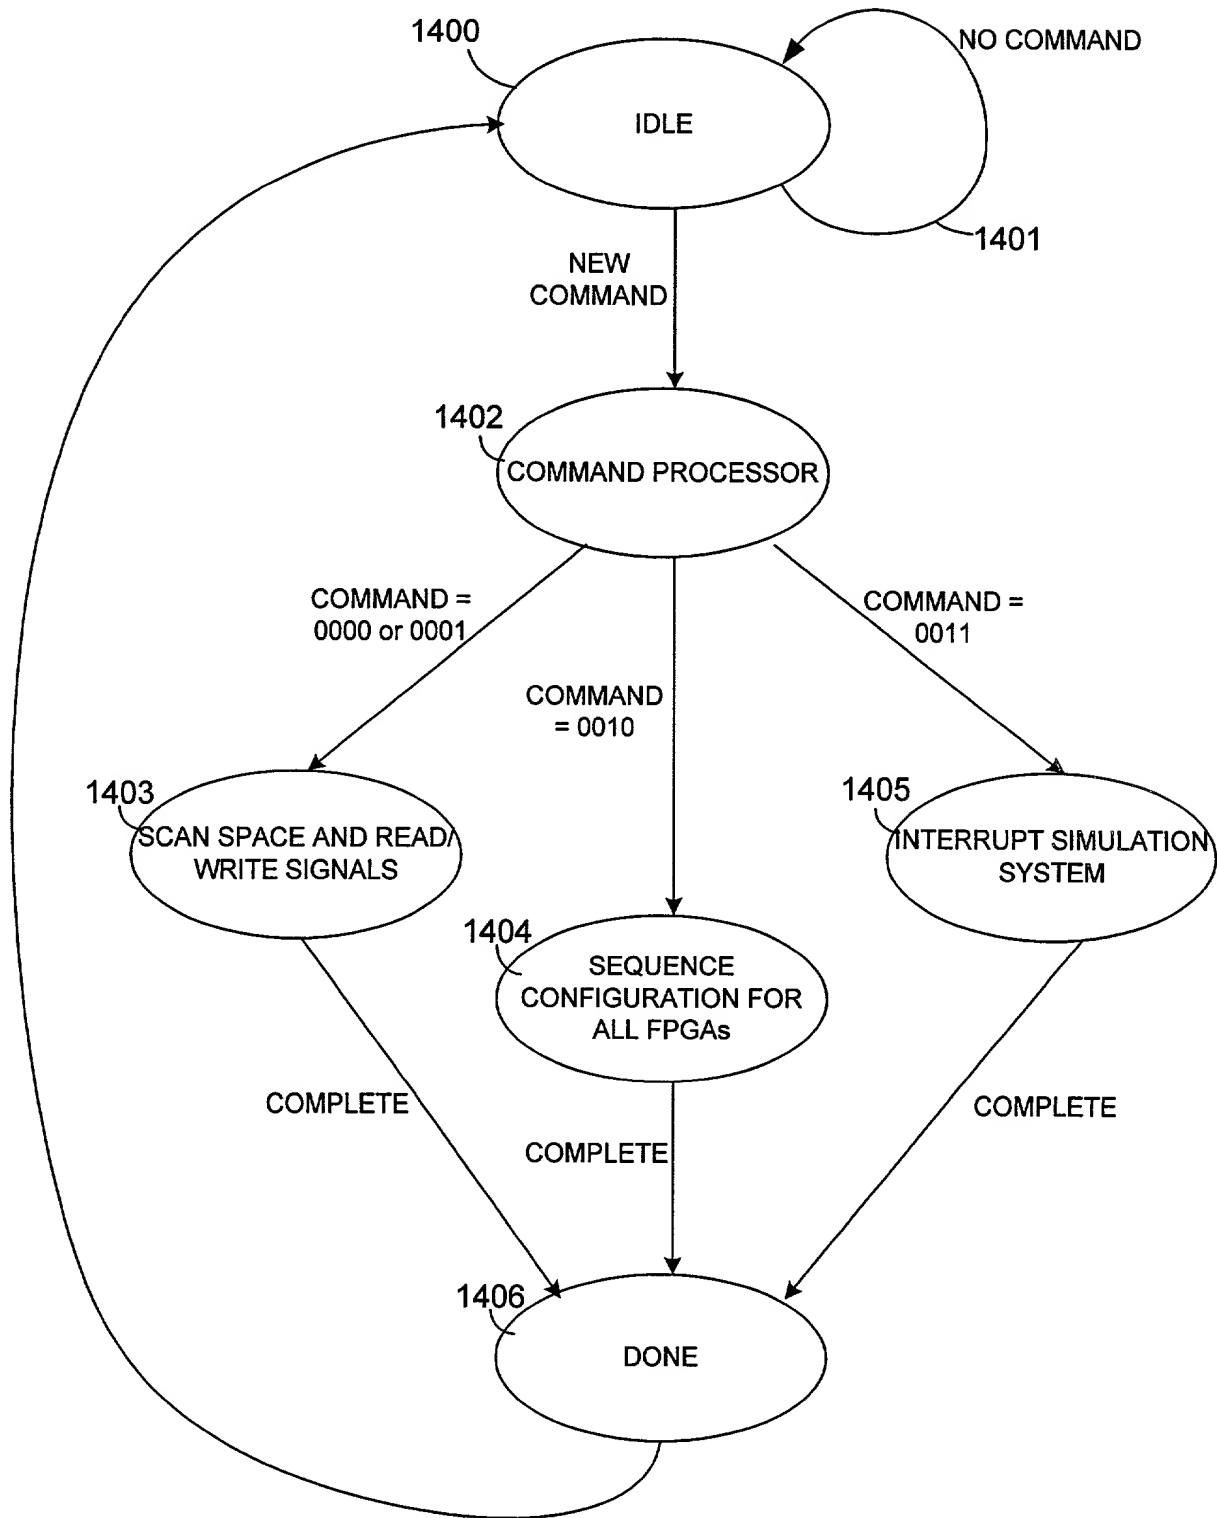 1400
NO COMMAND
IDLE
1401
NEW
COMMAND
1402
COMMAND PROCESSOR
COMMAND =
0000 or 0001
COMMAND =
0011
COMMAND
= 0010
1403
SCAN SPACE AND READ/
WRITE SIGNALS
1405
INTERRUPT SIMULATION
SYSTEM
1404
SEQUENCE
CONFIGURATION FOR
ALL FPGAs
COMPLETE
COMPLETE
COMPLETE
1406
DONE